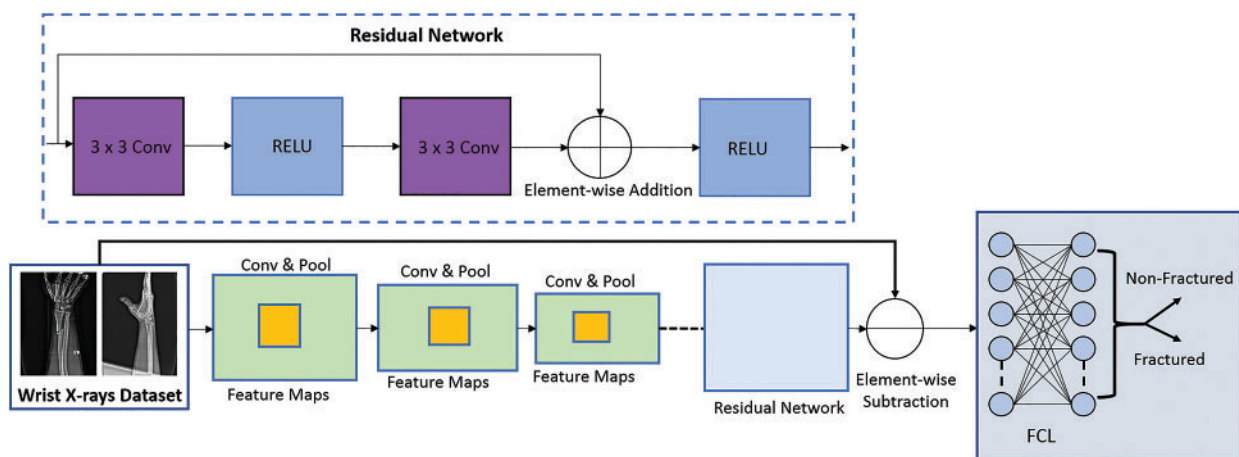 Residual Network
3 x 3 Conv
RELU
3 x 3 Conv
RELU
Element-wise Addition
Conv & Pool
Conv & Pool
Conv & Pool
Non-Fractured
Fractured
Wrist X-rays Dataset
Feature Maps
Feature Maps
Feature Maps
Residual Network
Element-wise
Subtraction
FCL